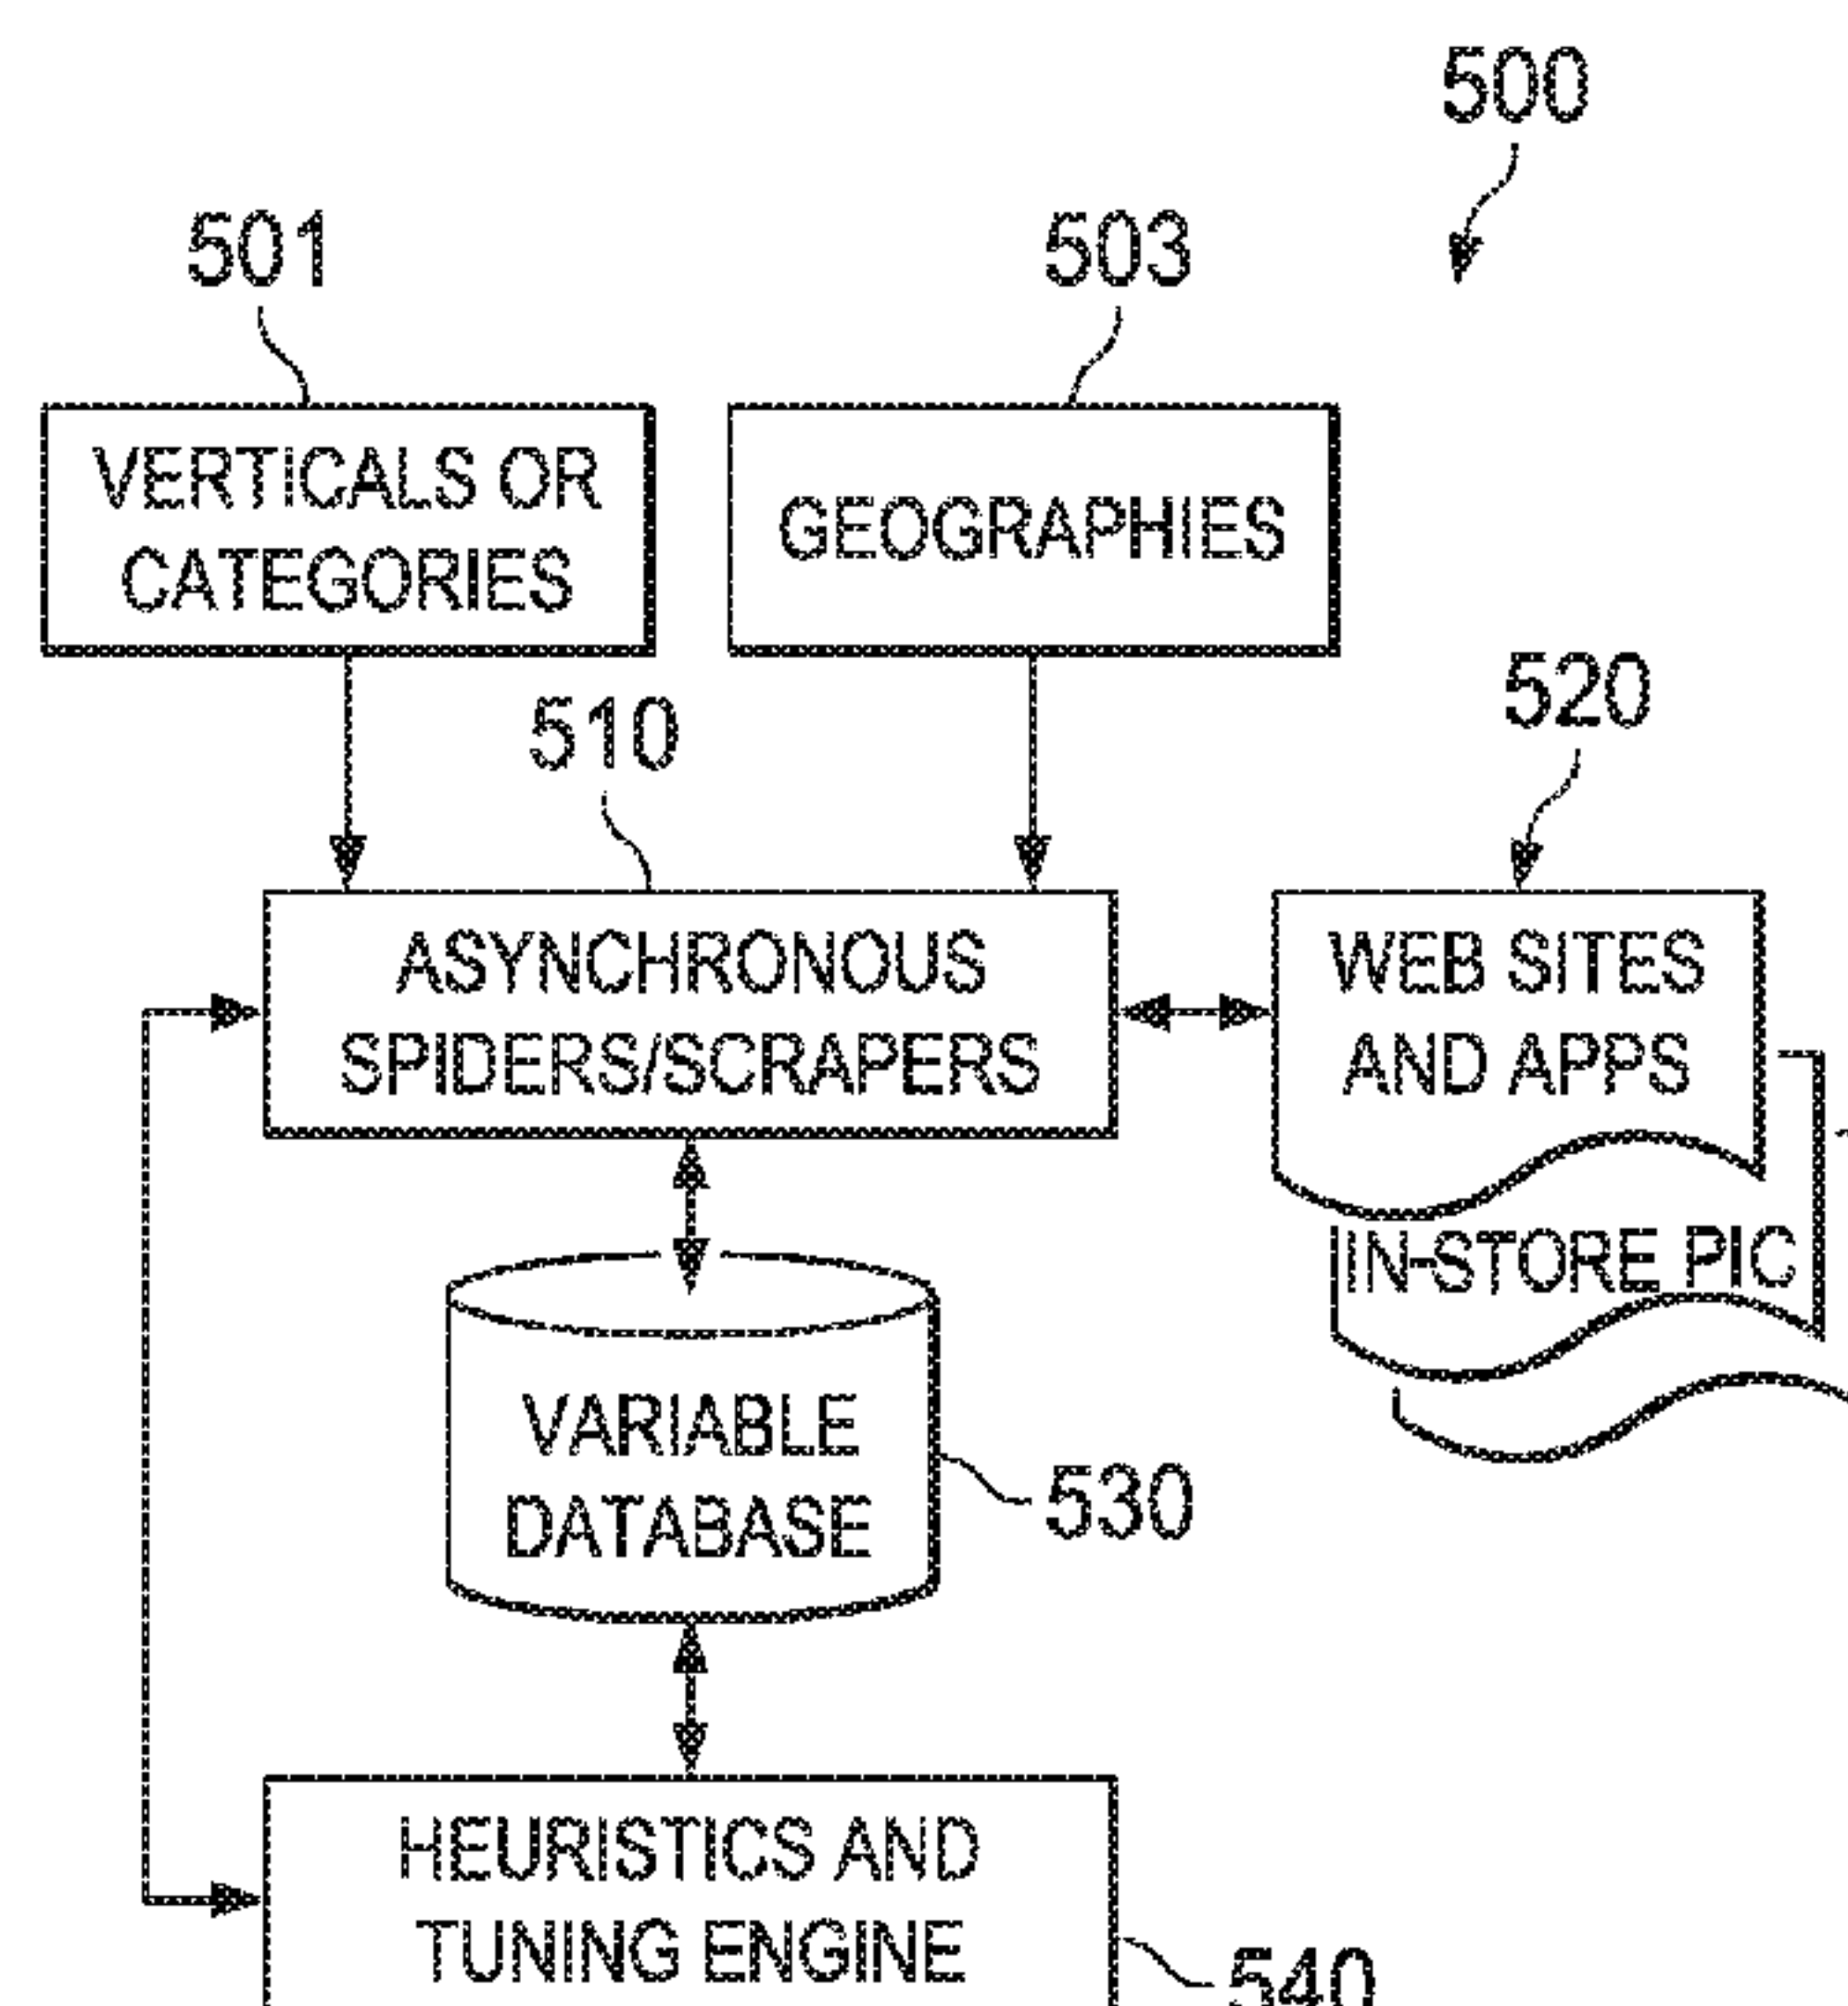 500
501
503
VERTICALS OR
CATEGORIES
GEOGRAPHIES
510
520
ASYNCHRONOUS
SPIDERS/SCRAPERS
WEB SITES
AND APPS
IN-STORE PIC
VARIABLE
DATABASE
530
HEURISTICS AND
TUNING ENGINE
540